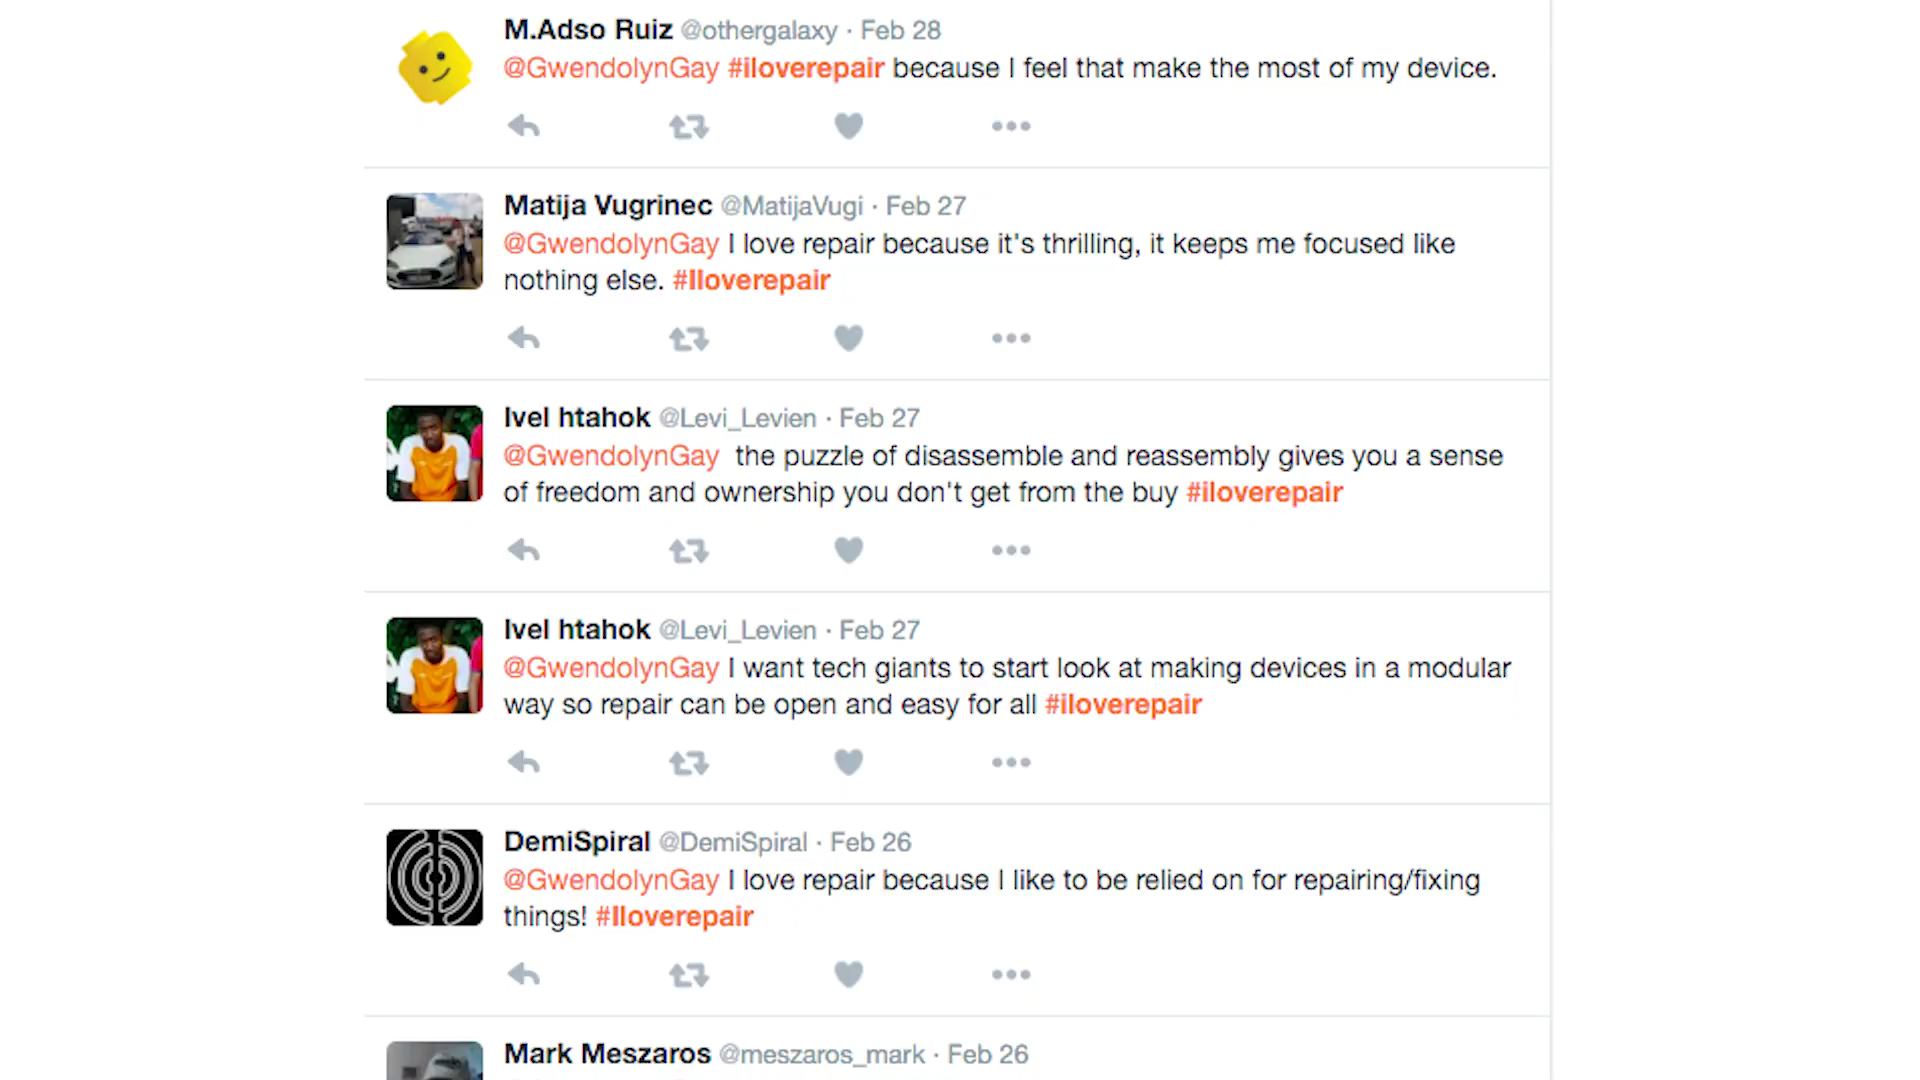 M.Adso Ruiz @othergalaxy · Feb 28
@GwendolynGay #iloverepair because I feel that make the most of my device.
Matija Vugrinec @MatijaVugi · Feb 27
@GwendolynGay I love repair because it's thrilling, it keeps me focused like
nothing else. #Iloverepair
Ivel htahok @Levi_Levien · Feb 27
@GwendolynGay the puzzle of disassemble and reassembly gives you a sense
of freedom and ownership you don't get from the buy #iloverepair
Ivel htahok @Levi_Levien · Feb 27
@GwendolynGay I want tech giants to start look at making devices in a modular
way so repair can be open and easy for all #iloverepair
DemiSpiral @DemiSpiral · Feb 26
@GwendolynGay I love repair because I like to be relied on for repairing/fixing
things! #Iloverepair
Mark Meszaros @meszaros_mark · Feb 26